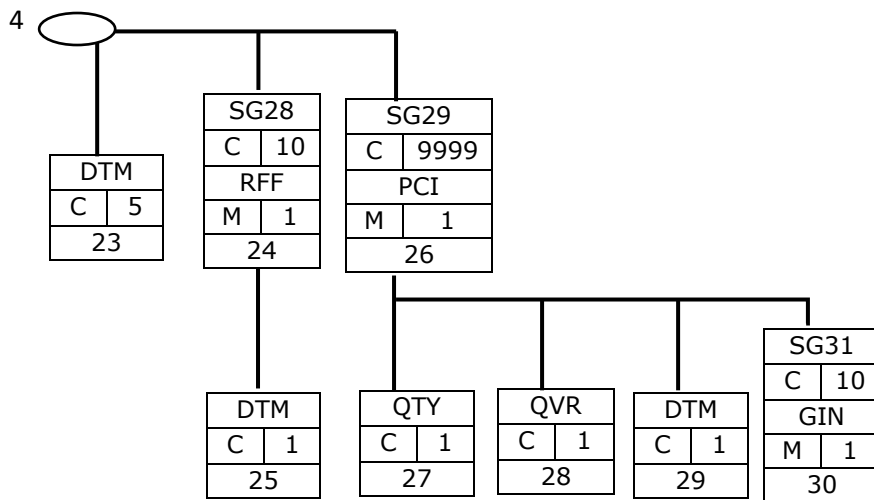 4
DTM
C 5
23
SG28
C 10
RFF
M 1
24
SG29
C 9999
PCI
M 1
26
DTM
C 1
25
QTY
C 1
27
QVR
C 1
28
DTM
C 1
29
SG31
C 10
GIN
M 1
30